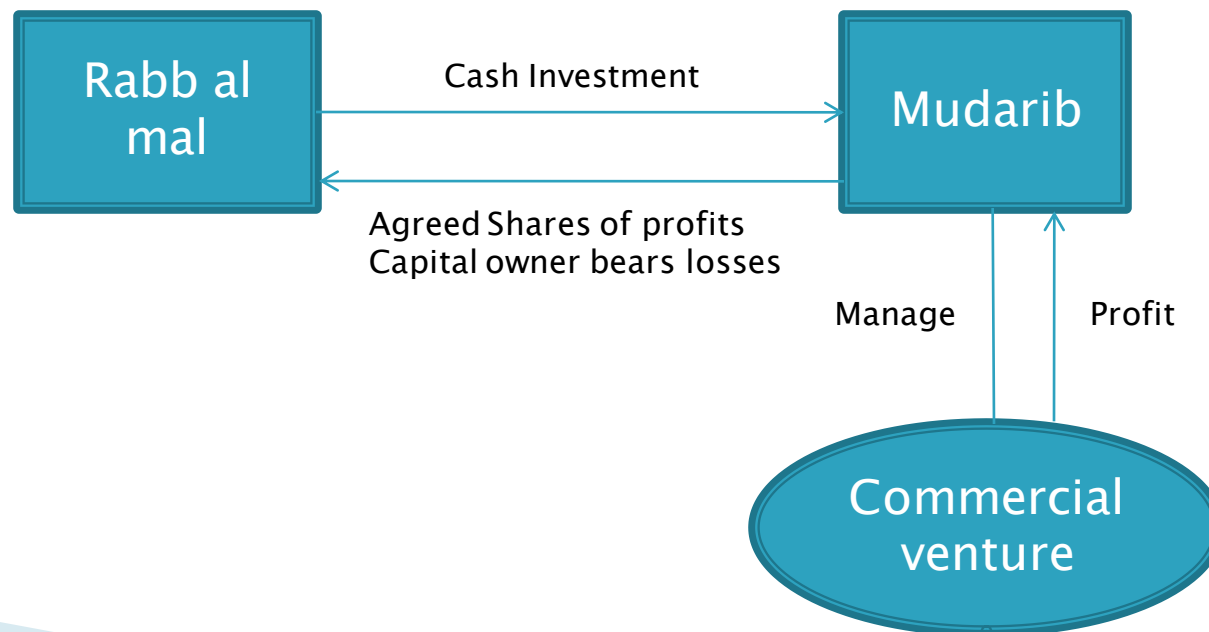 Rabb al
mal
Cash Investment
Mudarib
Agreed Shares of profits
Capital owner bears losses
Manage
Profit
Commercial
venture